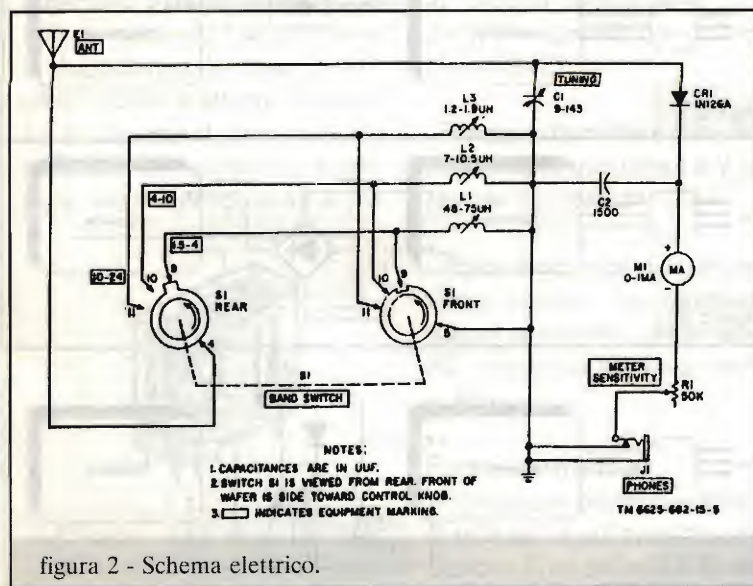 E1
ANT
TUNING
C1
9-143
CR1
1N126A
L3
1.2-1.9UH
L2
7-10.5UH
L1
48-75UH
C2
1500
4-10
1.5-4
10-24
9
10
11
4
S1
REAR
9
10
11
5
S1
FRONT
S1
BAND SWITCH
+
M1
0-1MA
MA
-
METER
SENSITIVITY
R1
50K
J1
PHONES
NOTES:
1. CAPACITANCES ARE IN UUF.
2. SWITCH S1 IS VIEWED FROM REAR. FRONT OF
WAFER IS SIDE TOWARD CONTROL KNOB.
3. INDICATES EQUIPMENT MARKING.
TM 6625-682-15-5
figura 2 - Schema elettrico.